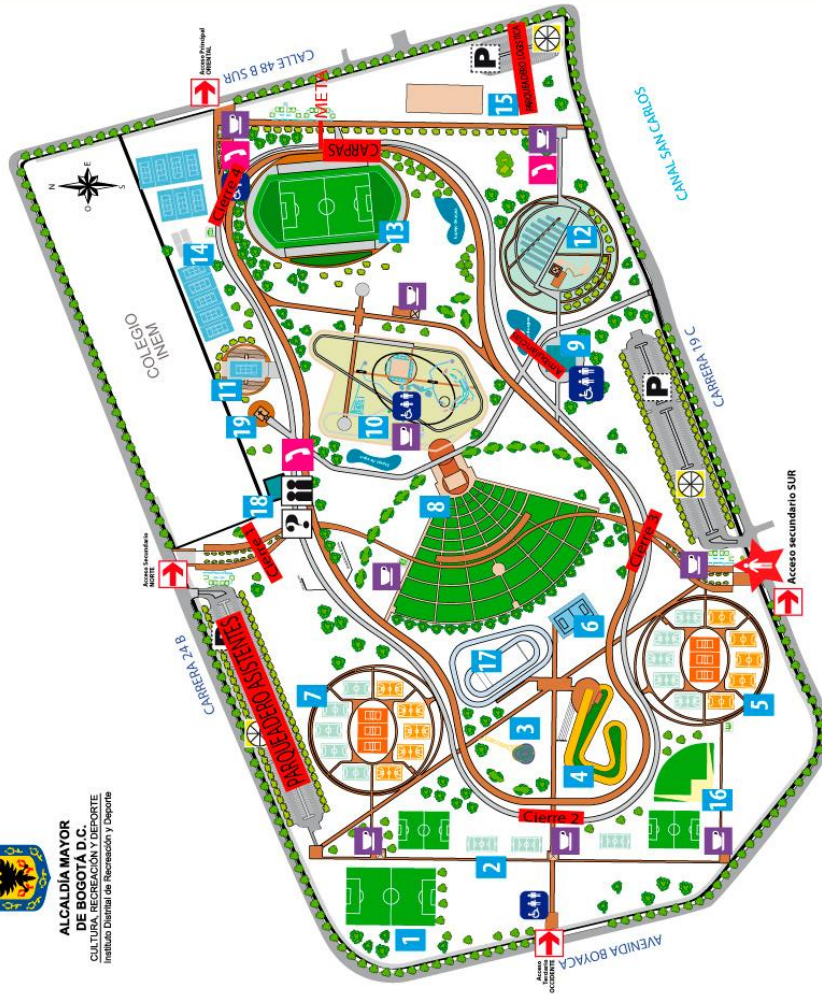 ALCALDÍA MAYOR
DE BOGOTÁ D.C.
CULTURA, RECREACIÓN Y DEPORTE
Instituto Distrital de Recreación y Deporte
CARRERA 24 B
Acceso Secundario
NORTE
Cierre 1
PARQUEADERO ASISTENTES
COLEGIO
INEM
N
E
S
O
Acceso Principal
ORIENTAL
CALLE 48 B SUR
META
CARPAS
Cierre 4
PARQUEADERO LOGISTICA
P
CANAL SAN CARLOS
CARRERA 19 C
P
Acceso secundario SUR
Cierre 3
Cierre 2
AVENIDA BOYACA
Acceso
Terciario
OCCIDENTE
?
1
2
3
4
5
6
7
8
9
10
11
12
13
14
15
16
17
18
19